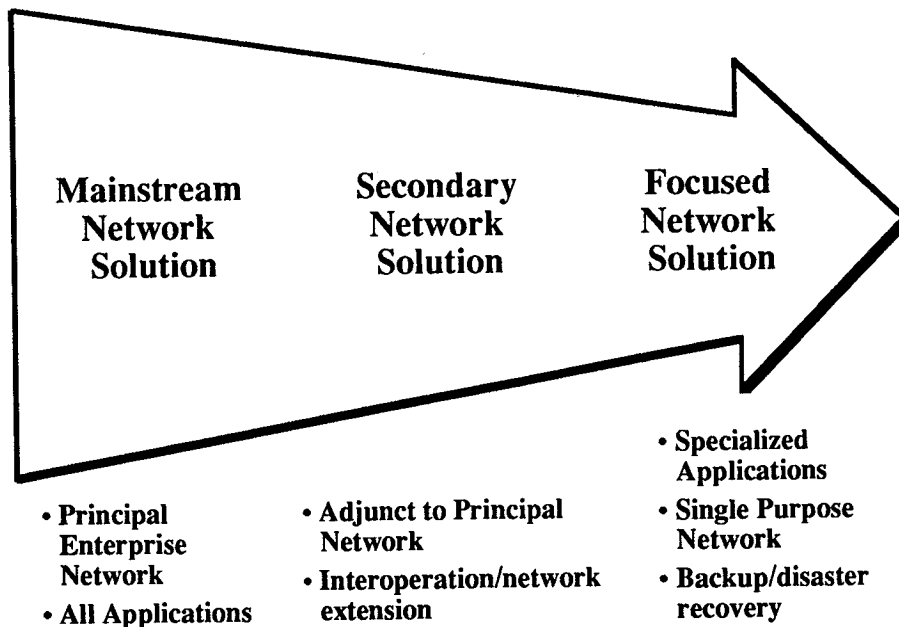 Mainstream
Network
Solution
Secondary
Network
Solution
Focused
Network
Solution
• Principal
Enterprise
Network
• All Applications
• Adjunct to Principal
Network
• Interoperation/network
extension
• Specialized
Applications
• Single Purpose
Network
• Backup/disaster
recovery